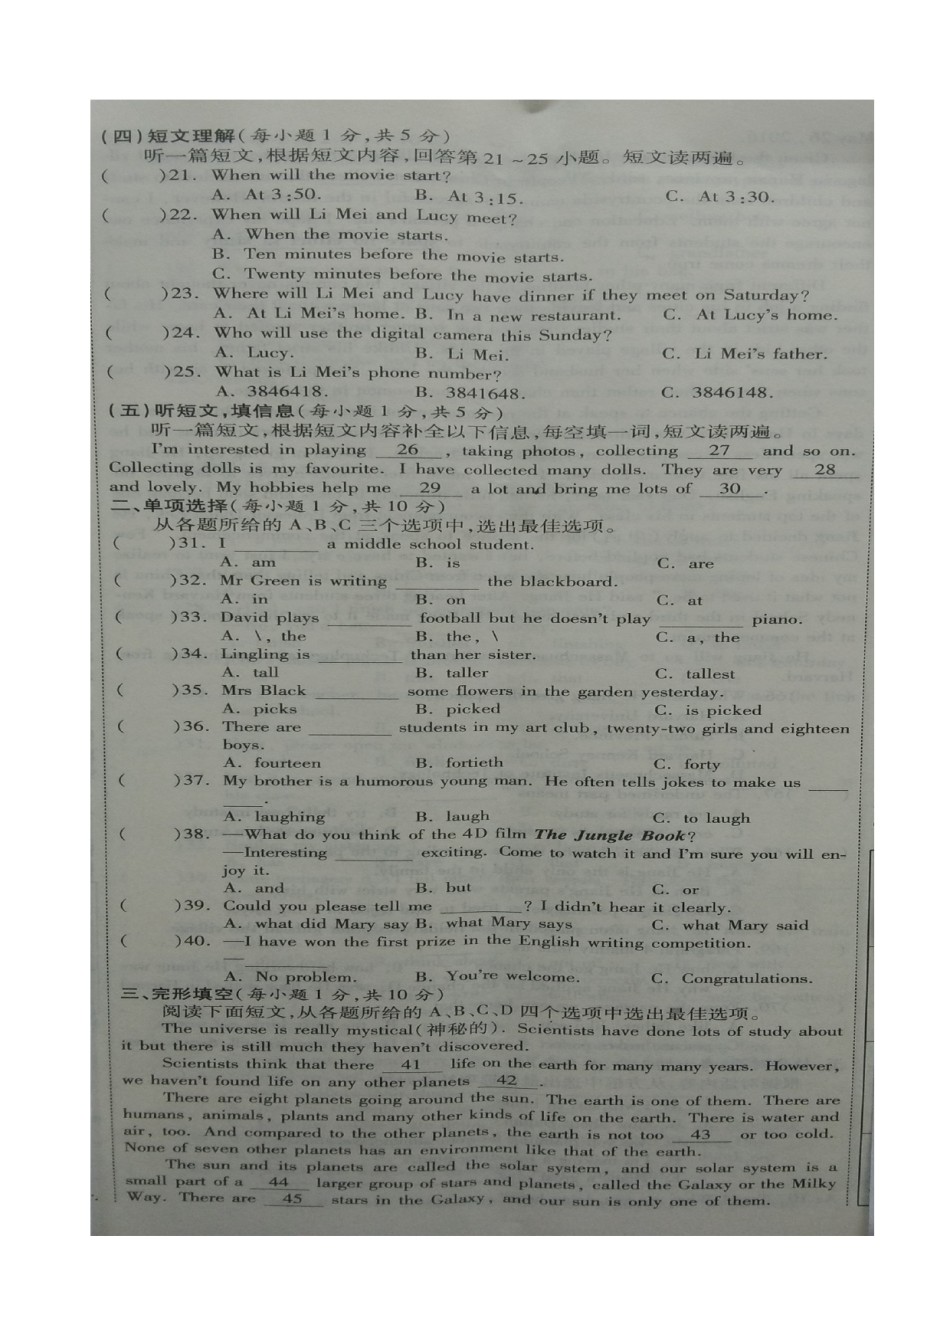 (四)短文理解(每小题 1 分,共 5 分)
听一篇短文,根据短文内容,回答第 21～25 小题。短文读两遍。
( )21. When will the movie start?
A. At 3:50. B. At 3:15. C. At 3:30.
( )22. When will Li Mei and Lucy meet?
A. When the movie starts.
B. Ten minutes before the movie starts.
C. Twenty minutes before the movie starts.
( )23. Where will Li Mei and Lucy have dinner if they meet on Saturday?
A. At Li Mei's home. B. In a new restaurant. C. At Lucy's home.
( )24. Who will use the digital camera this Sunday?
A. Lucy. B. Li Mei. C. Li Mei's father.
( )25. What is Li Mei's phone number?
A. 3846418. B. 3841648. C. 3846148.
(五)听短文,填信息(每小题 1 分,共 5 分)
听一篇短文,根据短文内容补全以下信息,每空填一词,短文读两遍。
I'm interested in playing 26 , taking photos, collecting 27 and so on.
Collecting dolls is my favourite. I have collected many dolls. They are very 28
and lovely. My hobbies help me 29 a lot and bring me lots of 30 .
二、单项选择(每小题 1 分,共 10 分)
从各题所给的 A、B、C 三个选项中,选出最佳选项。
( )31. I ________ a middle school student.
A. am B. is C. are
( )32. Mr Green is writing ________ the blackboard.
A. in B. on C. at
( )33. David plays ________ football but he doesn't play ________ piano.
A. \, the B. the, \ C. a, the
( )34. Lingling is ________ than her sister.
A. tall B. taller C. tallest
( )35. Mrs Black ________ some flowers in the garden yesterday.
A. picks B. picked C. is picked
( )36. There are ________ students in my art club, twenty-two girls and eighteen
boys.
A. fourteen B. fortieth C. forty
( )37. My brother is a humorous young man. He often tells jokes to make us ____
____.
A. laughing B. laugh C. to laugh
( )38. —What do you think of the 4D film The Jungle Book?
—Interesting ________ exciting. Come to watch it and I'm sure you will en-
joy it.
A. and B. but C. or
( )39. Could you please tell me ________? I didn't hear it clearly.
A. what did Mary say B. what Mary says C. what Mary said
( )40. —I have won the first prize in the English writing competition.
— ________
A. No problem. B. You're welcome. C. Congratulations.
三、完形填空(每小题 1 分,共 10 分)
阅读下面短文,从各题所给的 A、B、C、D 四个选项中选出最佳选项。
The universe is really mystical(神秘的). Scientists have done lots of study about
it but there is still much they haven't discovered.
Scientists think that there 41 life on the earth for many many years. However,
we haven't found life on any other planets 42 .
There are eight planets going around the sun. The earth is one of them. There are
humans, animals, plants and many other kinds of life on the earth. There is water and
air, too. And compared to the other planets, the earth is not too 43 or too cold.
None of seven other planets has an environment like that of the earth.
The sun and its planets are called the solar system, and our solar system is a
small part of a 44 larger group of stars and planets, called the Galaxy or the Milky
Way. There are 45 stars in the Galaxy, and our sun is only one of them.